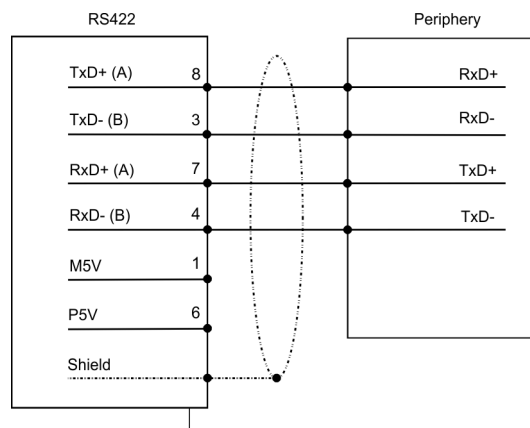 RS422 Periphery
TxD+ (A) 8 RxD+
TxD- (B) 3 RxD-
RxD+ (A) 7 TxD+
RxD- (B) 4 TxD-
M5V 1
P5V 6
Shield